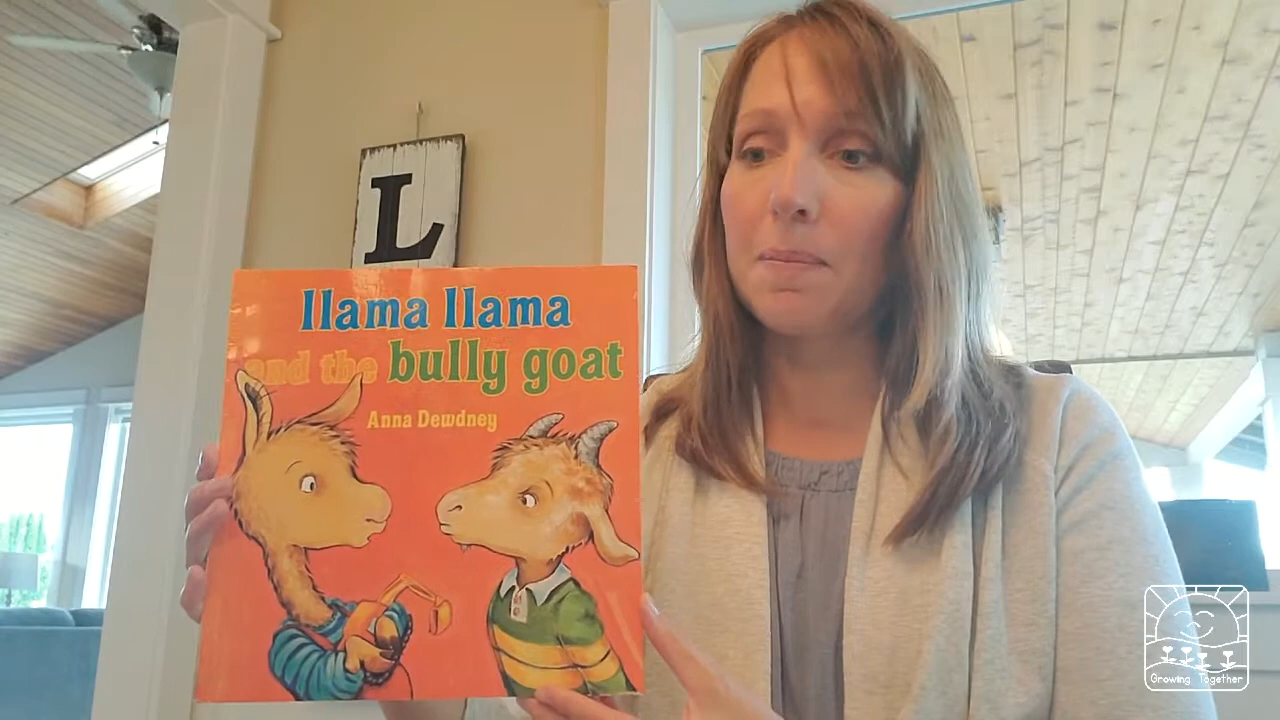 L
llama llama
and the bully goat
Anna Dewdney
Growing Together